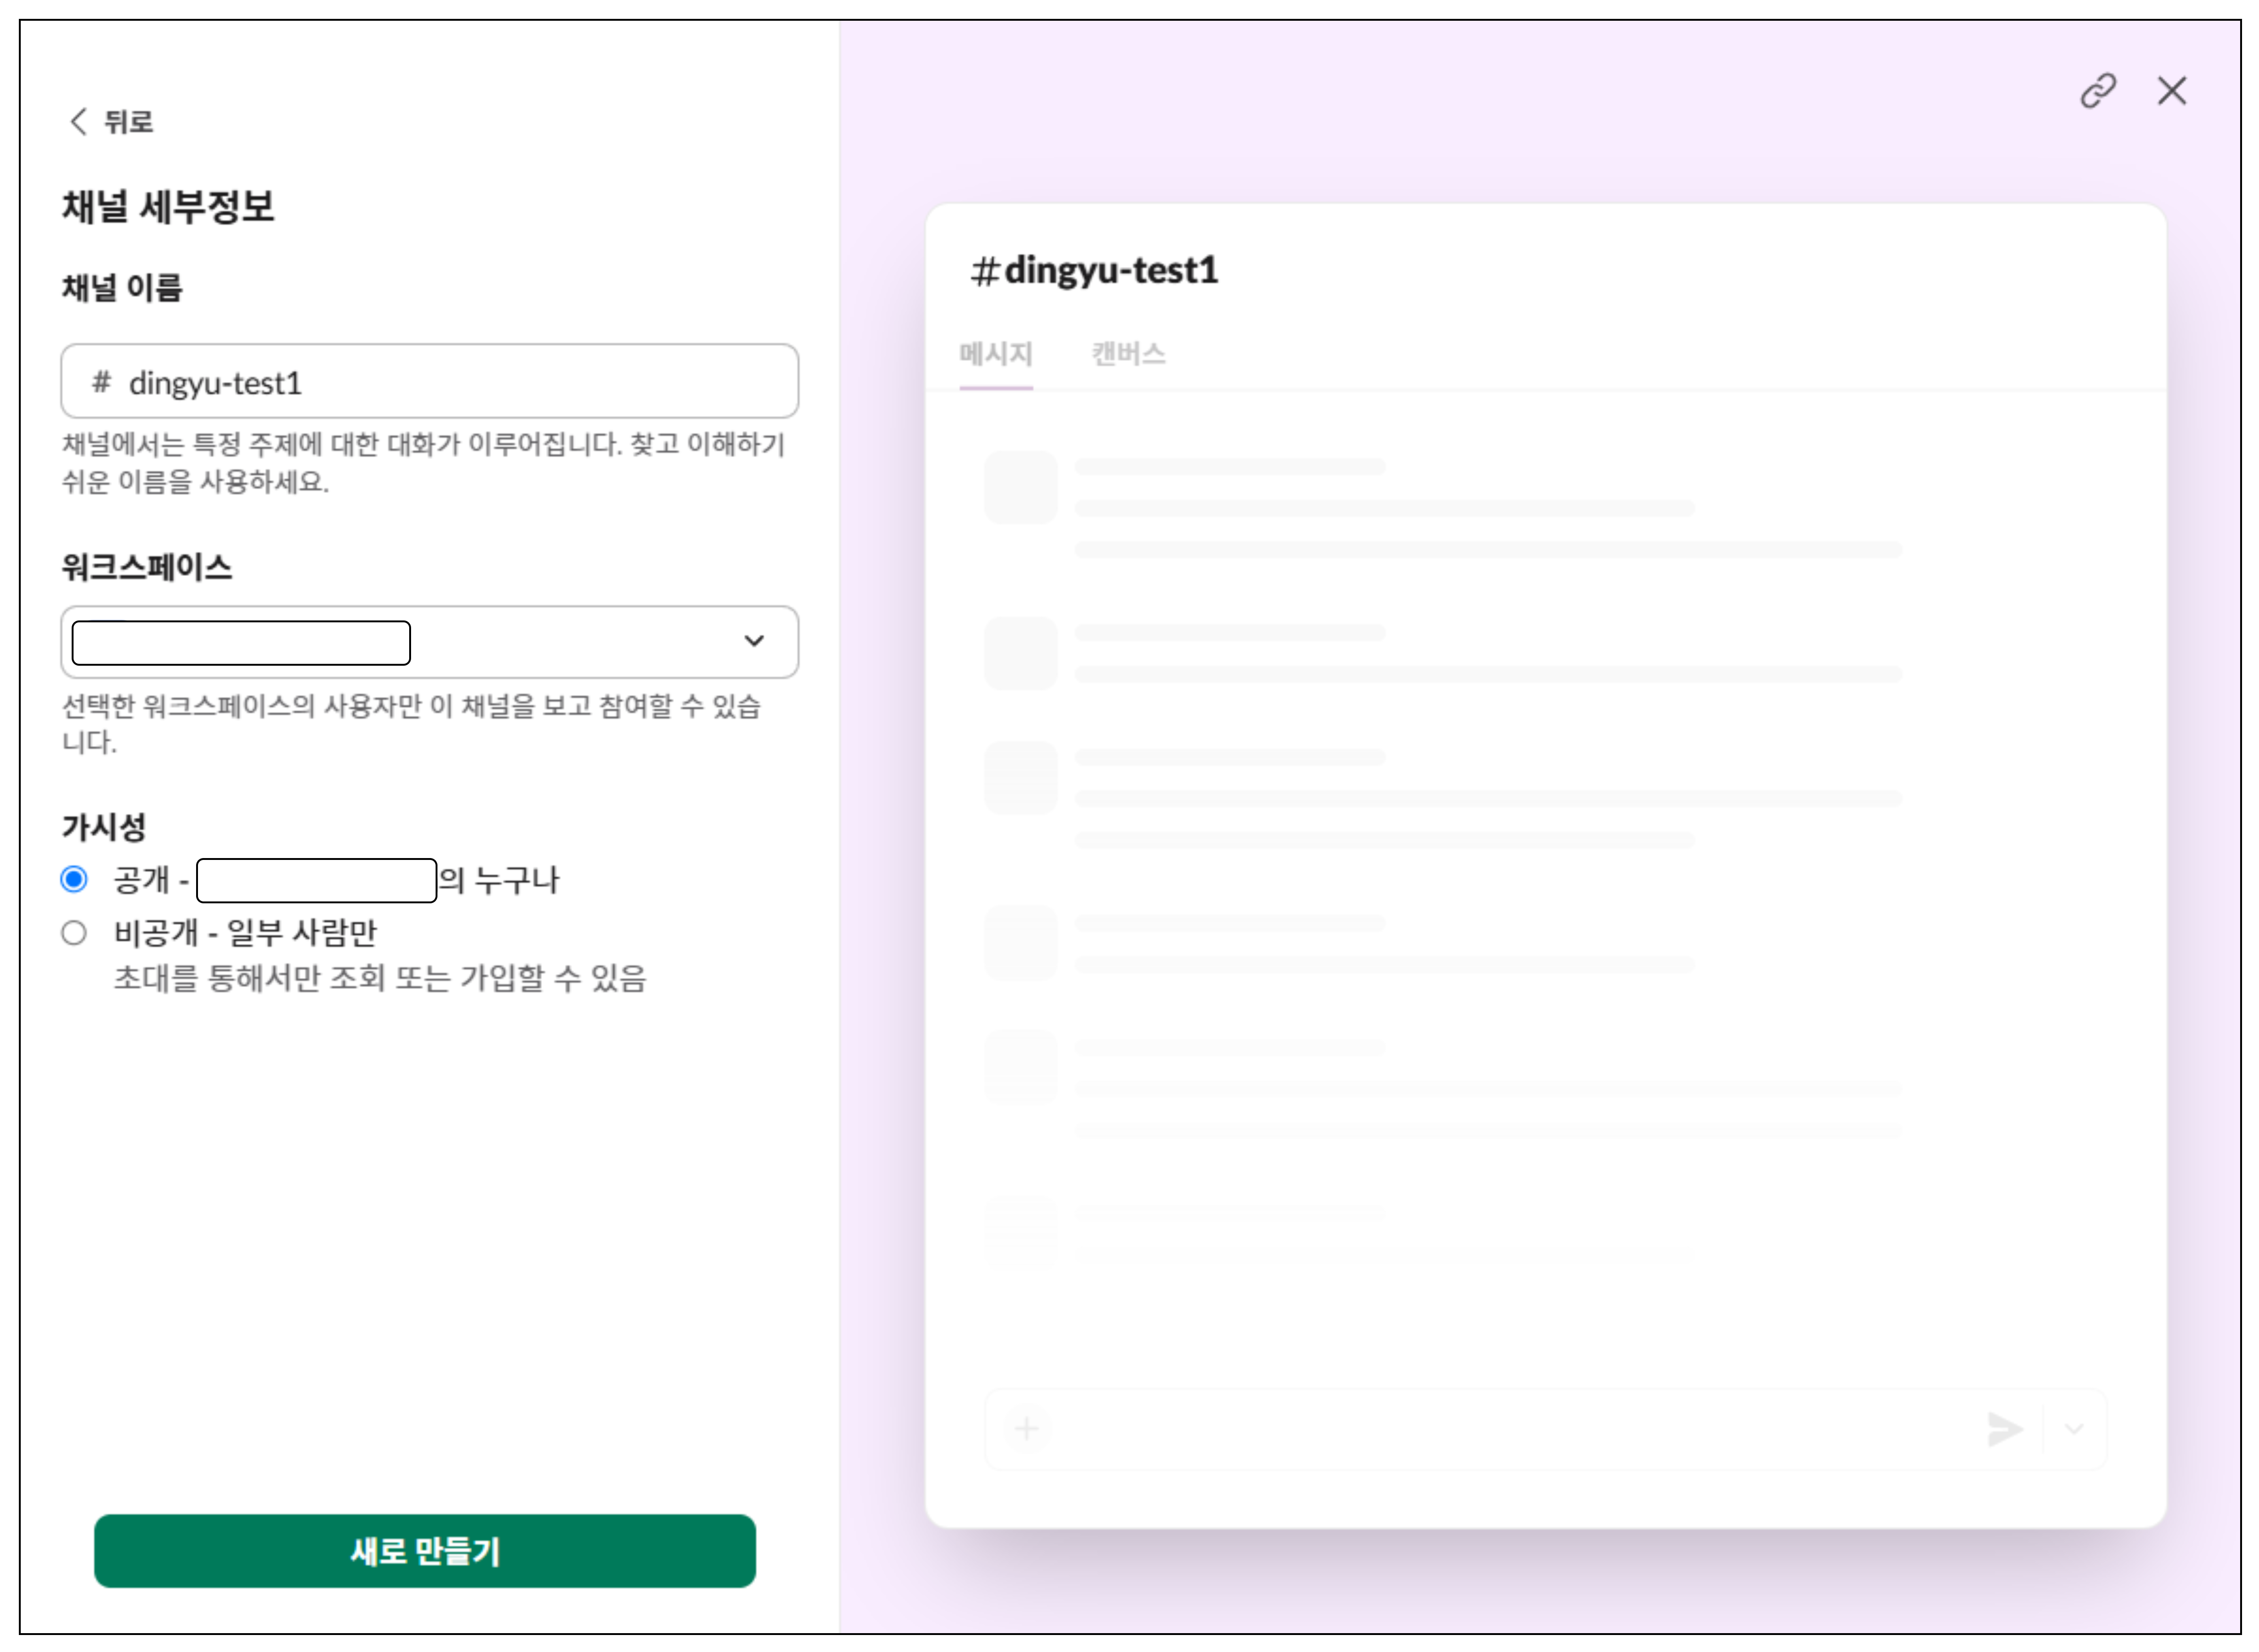 뒤로
채널 세부정보
채널 이름
# dingyu-test1
채널에서는 특정 주제에 대한 대화가 이루어집니다. 찾고 이해하기
쉬운 이름을 사용하세요.
워크스페이스
선택한 워크스페이스의 사용자만 이 채널을 보고 참여할 수 있습
니다.
가시성
공개 - 의 누구나
비공개 - 일부 사람만
초대를 통해서만 조회 또는 가입할 수 있음
새로 만들기
#dingyu-test1
메시지 캔버스